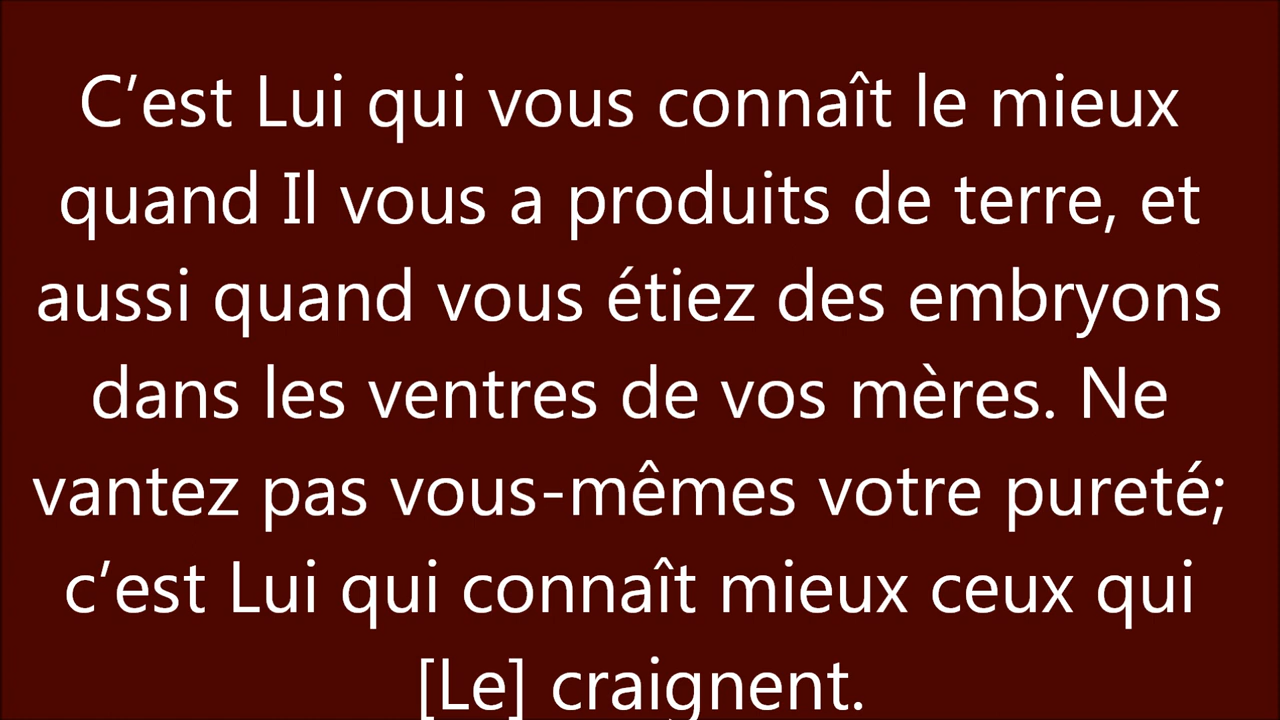 C’est Lui qui vous connaît le mieux
quand Il vous a produits de terre, et
aussi quand vous étiez des embryons
dans les ventres de vos mères. Ne
vantez pas vous-mêmes votre pureté;
c’est Lui qui connaît mieux ceux qui
[Le] craignent.